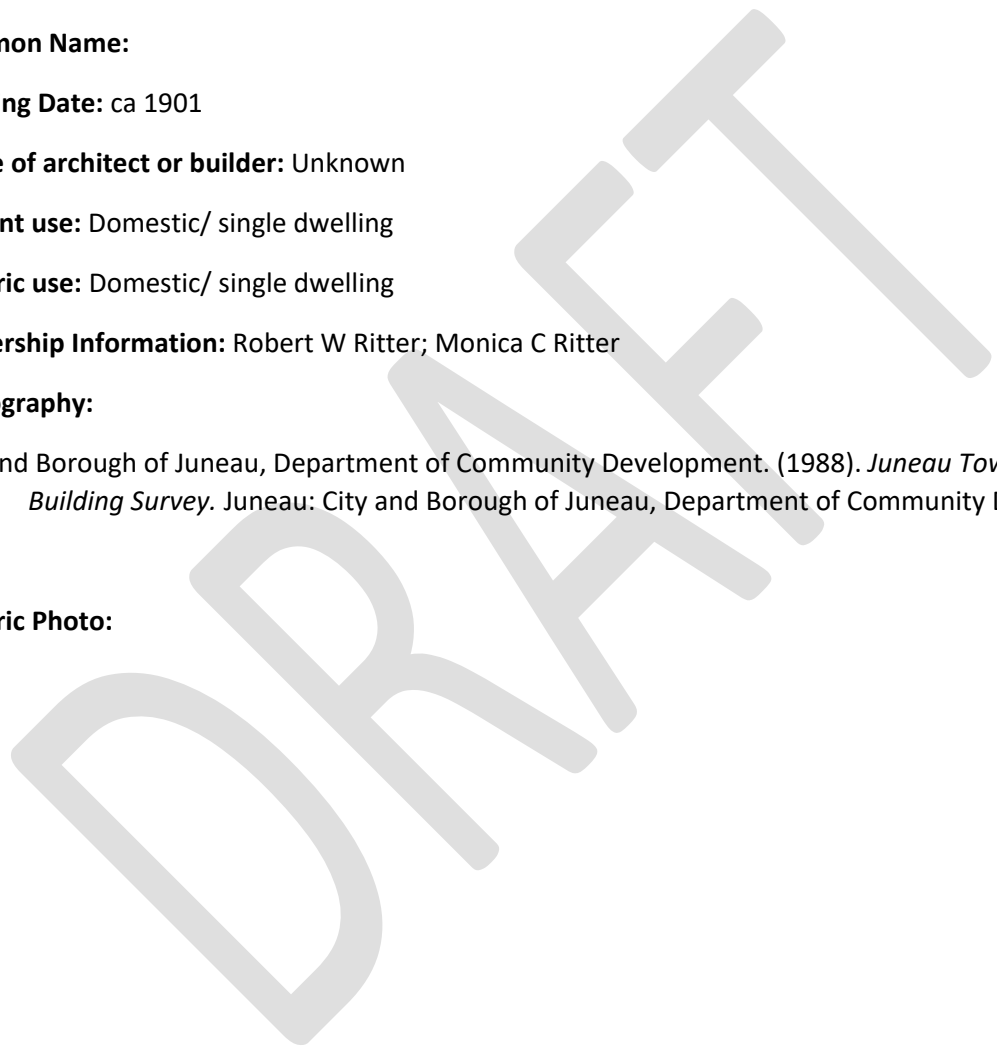 mon Name:
ng Date: ca 1901
e of architect or builder: Unknown
nt use: Domestic/ single dwelling
ric use: Domestic/ single dwelling
ership Information: Robert W Ritter; Monica C Ritter
ography:
nd Borough of Juneau, Department of Community Development. (1988). Juneau Tow
Building Survey. Juneau: City and Borough of Juneau, Department of Community D
ric Photo:
DRAFT